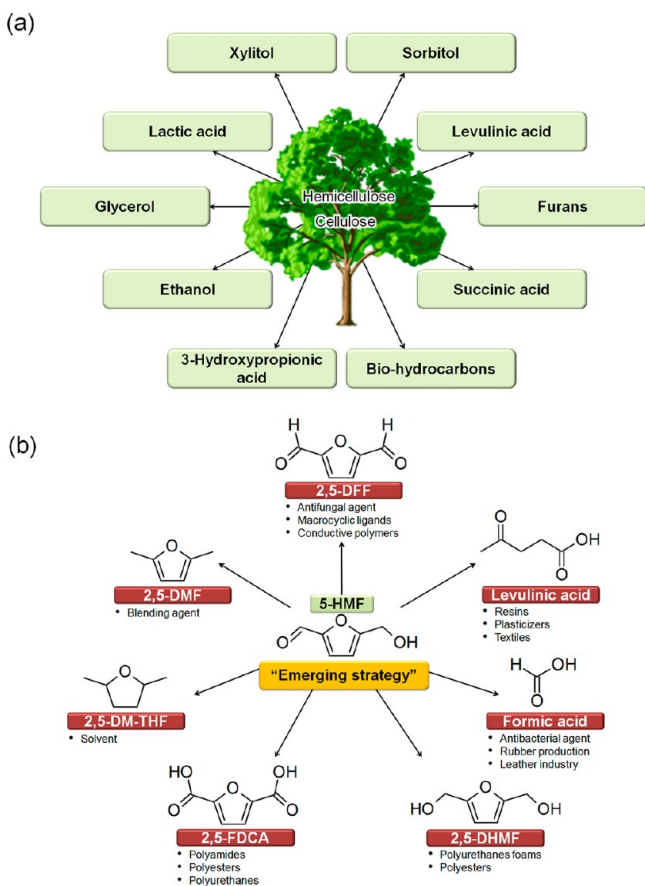 (a)
Xylitol
Sorbitol
Lactic acid
Levulinic acid
Hemicellulose
Glycerol
Furans
Cellulose
Ethanol
Succinic acid
3-Hydroxypropionic
acid
Bio-hydrocarbons
(b)
H
H
O
O
O
2,5-DFF
• Antifungal agent
• Macrocyclic ligands
• Conductive polymers
O
2,5-DMF
• Blending agent
O
OH
O
Levulinic acid
• Resins
• Plasticizers
• Textiles
5-HMF
O
O
OH
"Emerging strategy"
O
2,5-DM-THF
• Solvent
H
OH
O
Formic acid
• Antibacterial agent
• Rubber production
• Leather industry
HO
OH
O
O
O
2,5-FDCA
• Polyamides
• Polyesters
• Polyurethanes
O
HO
OH
2,5-DHMF
• Polyurethanes foams
• Polyesters